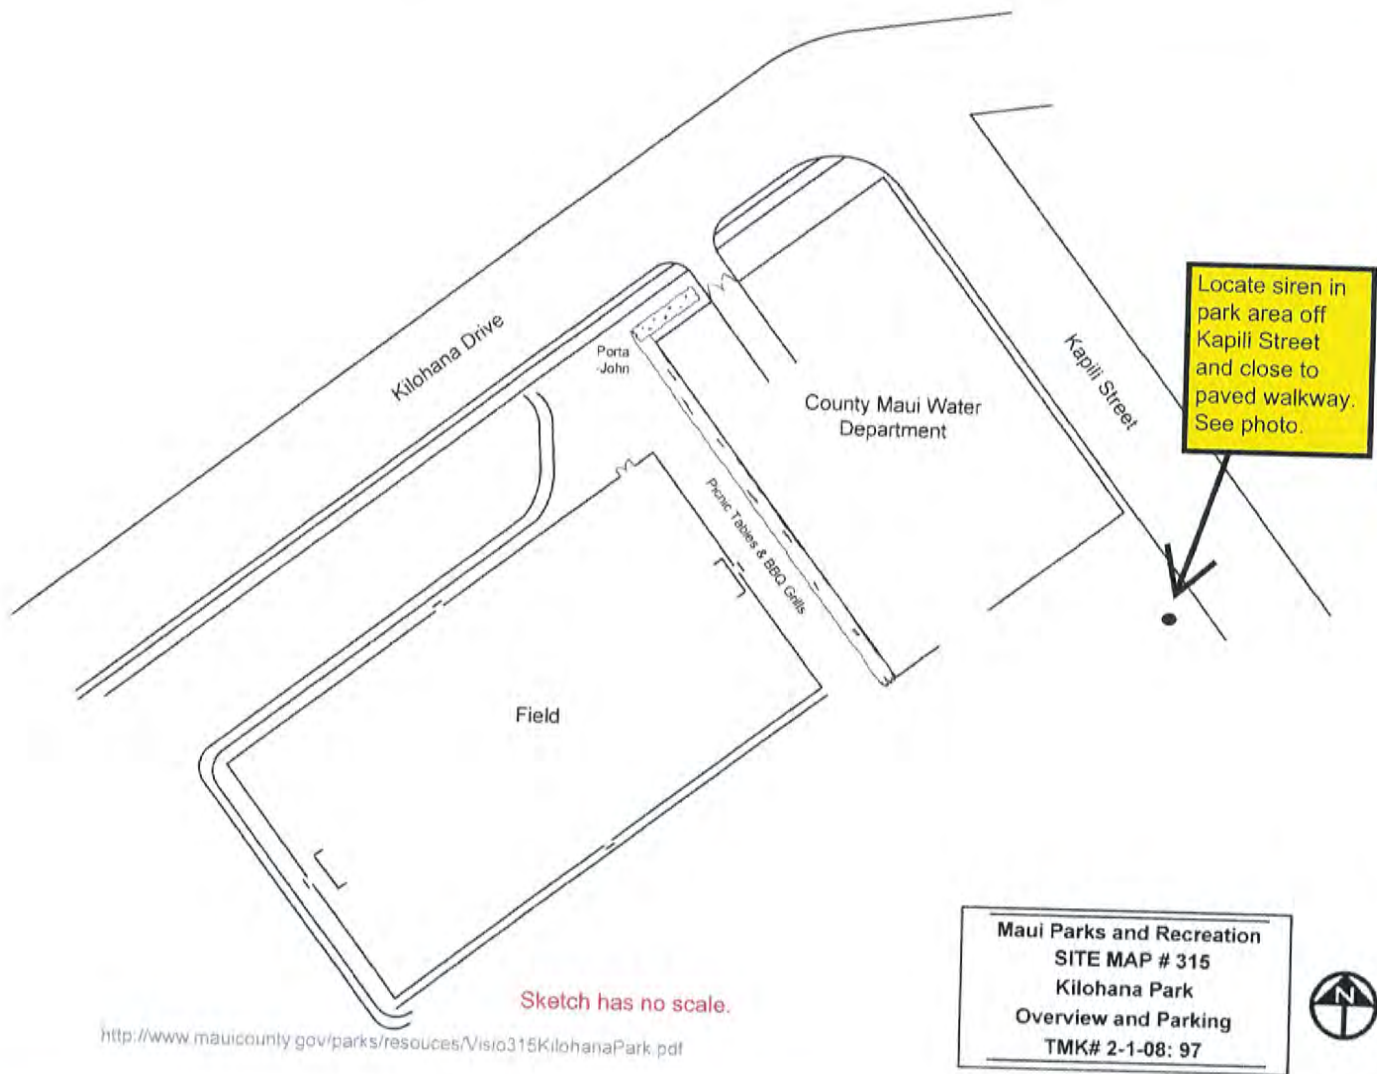 Kilohana Drive
Porta
-John
County Maui Water
Department
Kapili Street
Locate siren in
park area off
Kapili Street
and close to
paved walkway.
See photo.
Picnic Tables & BBQ Grills
Field
Sketch has no scale.
http://www.mauicounty.gov/parks/resouces/Visio315KilohanaPark.pdf
Maui Parks and Recreation
SITE MAP # 315
Kilohana Park
Overview and Parking
TMK# 2-1-08: 97
N